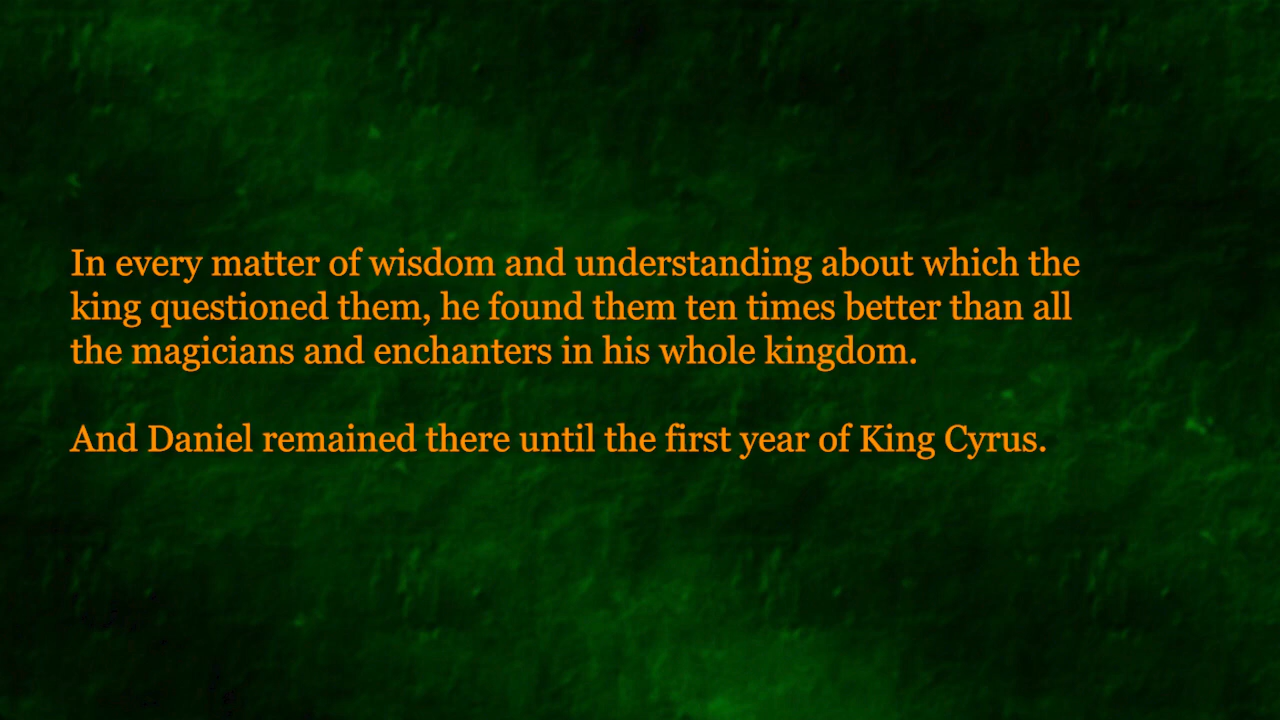 In every matter of wisdom and understanding about which the
king questioned them, he found them ten times better than all
the magicians and enchanters in his whole kingdom.
And Daniel remained there until the first year of King Cyrus.